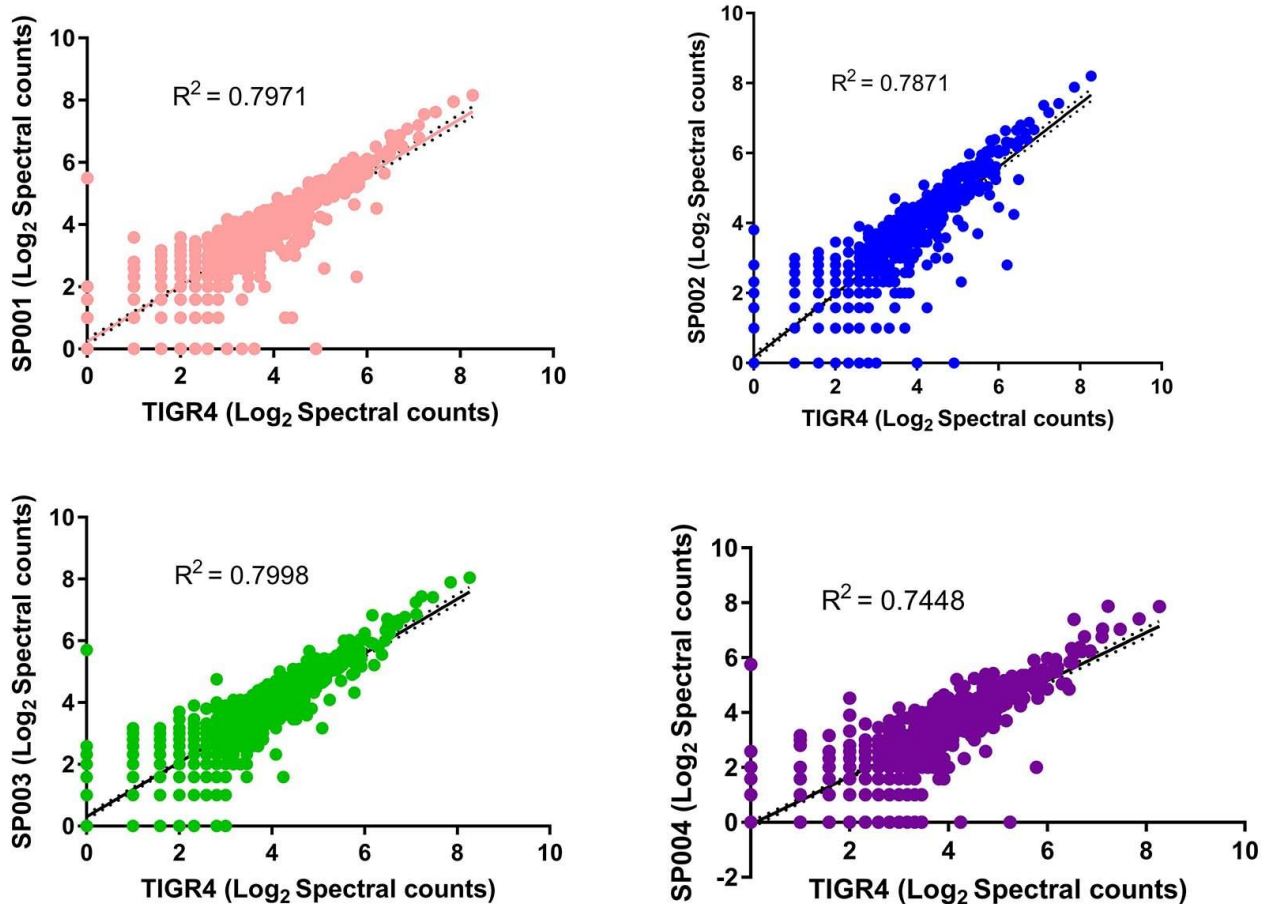 SP001 (Log₂ Spectral counts)
10
8
6
4
2
0
R² = 0.7971
0 2 4 6 8 10
TIGR4 (Log₂ Spectral counts)
SP002 (Log₂ Spectral counts)
10
8
6
4
2
0
R² = 0.7871
0 2 4 6 8 10
TIGR4 (Log₂ Spectral counts)
SP003 (Log₂ Spectral counts)
10
8
6
4
2
0
R² = 0.7998
0 2 4 6 8 10
TIGR4 (Log₂ Spectral counts)
SP004 (Log₂ Spectral counts)
10
8
6
4
2
0
-2
R² = 0.7448
2 4 6 8 10
TIGR4 (Log₂ Spectral counts)